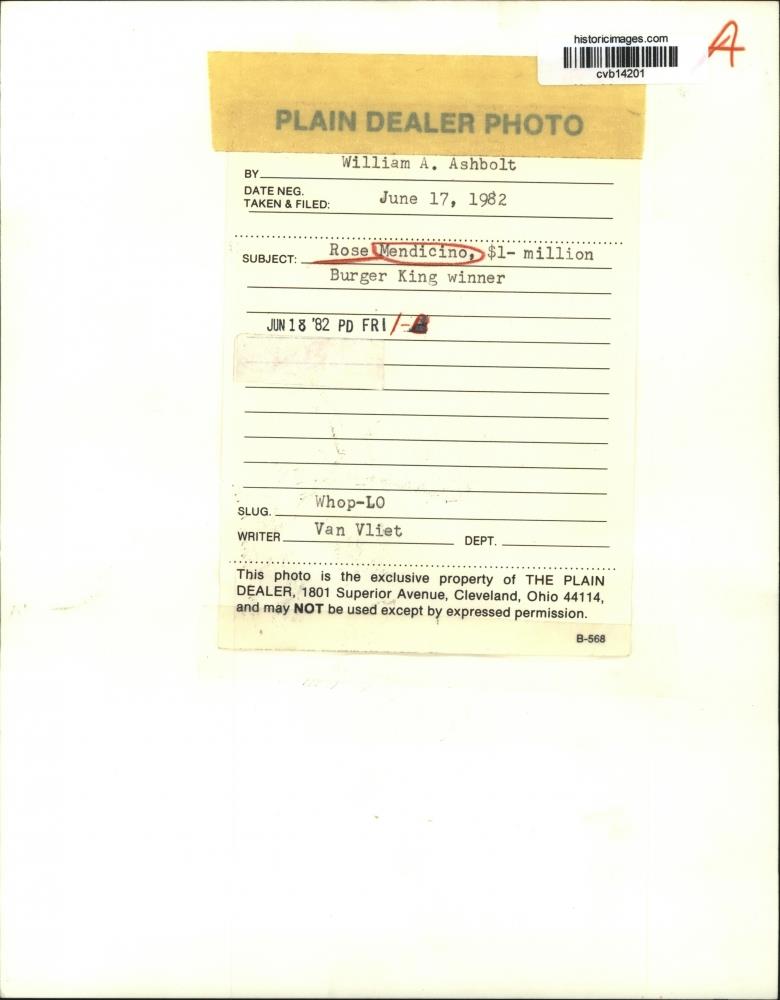 historicimages.com
cvb14201
A
PLAIN DEALER PHOTO
BY William A. Ashbolt
DATE NEG.
TAKEN & FILED: June 17, 1982
SUBJECT: Rose Mendicino, $1- million
Burger King winner
JUN 18 '82 PD FRI 1-
SLUG. Whop-LO
WRITER Van Vliet DEPT.
This photo is the exclusive property of THE PLAIN
DEALER, 1801 Superior Avenue, Cleveland, Ohio 44114,
and may NOT be used except by expressed permission.
B-568